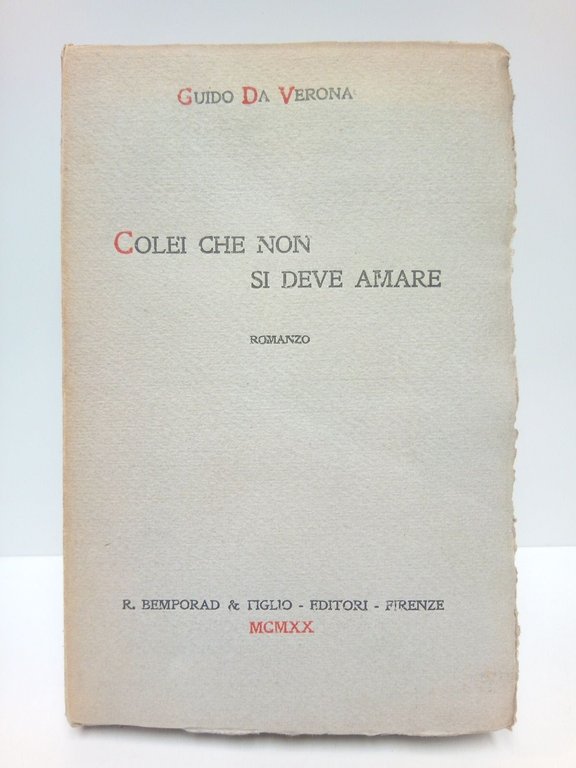 GUIDO DA VERONA
COLEI CHE NON
SI DEVE AMARE
ROMANZO
R. BEMPORAD & FIGLIO - EDITORI - FIRENZE
MCMXX